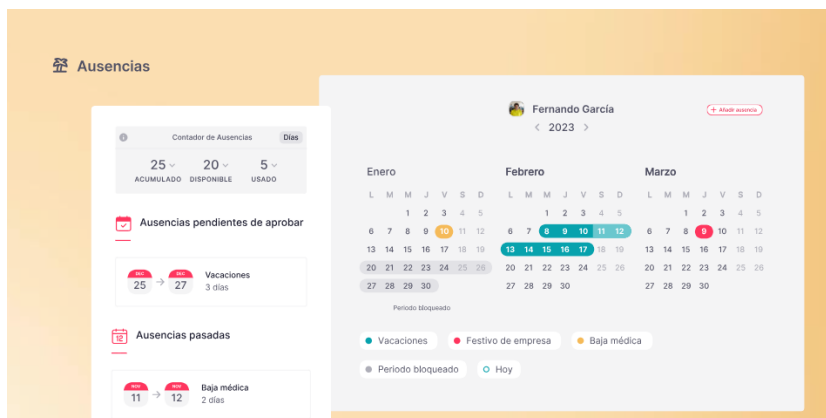 Ausencias
Contador de Ausencias Días
25 20 5
ACUMULADO DISPONIBLE USADO
Ausencias pendientes de aprobar
DEC DEC
25 27
Vacaciones
3 días
Ausencias pasadas
12
NOV NOV
11 12
Baja médica
2 días
Fernando García
+ Añadir ausencia
< 2023 >
Enero
L M M J V S D
1 2 3 4 5
6 7 8 9 10 11 12
13 14 15 16 17 18 19
20 21 22 23 24 25 26
27 28 29 30
Periodo bloqueado
Febrero
L M M J V S D
1 2 3 4 5
6 7 8 9 10 11 12
13 14 15 16 17 18 19
20 21 22 23 24 25 26
27 28 29 30
Marzo
L M M J V S D
1 2 3 4 5
6 7 8 9 10 11 12
13 14 15 16 17 18 19
20 21 22 23 24 25 26
27 28 29 30
Vacaciones Festivo de empresa Baja médica
Periodo bloqueado Hoy